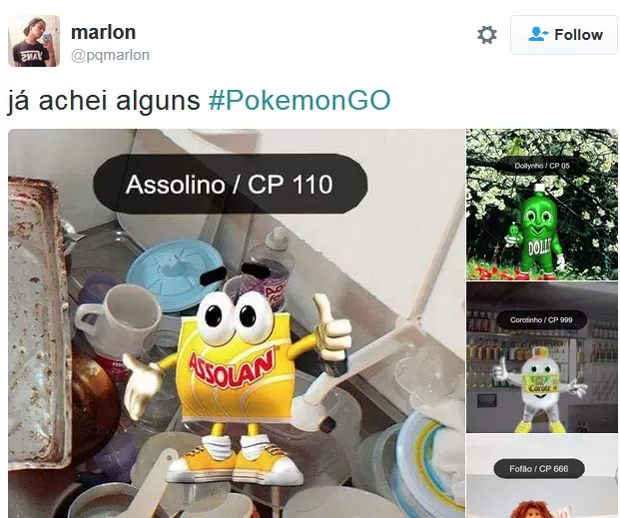 marlon
@pqmarlon
Follow
já achei alguns #PokemonGO
Assolino / CP 110
ASSOLAN
Dollynho / CP 05
DOLLY
Corotinho / CP 999
Corote
Fofão / CP 666